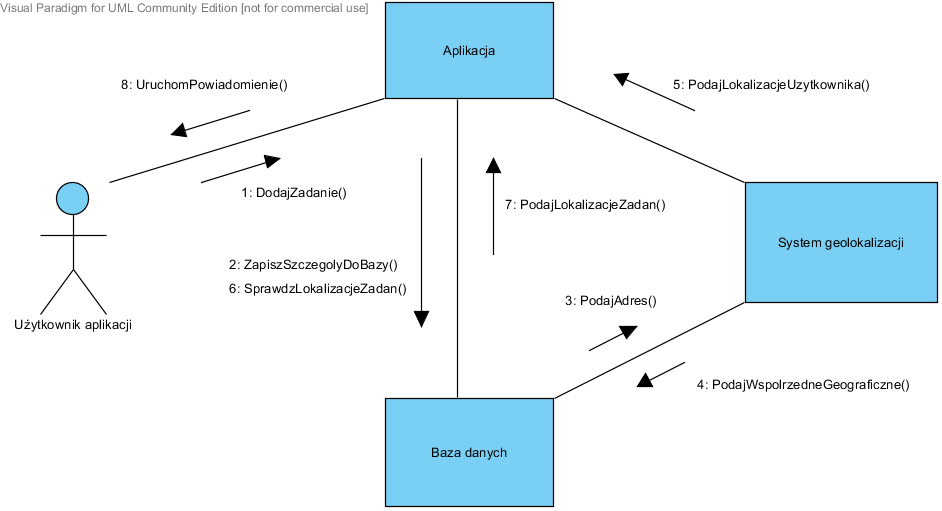 Visual Paradigm for UML Community Edition [not for commercial use]
Aplikacja
8: UruchomPowiadomienie()
5: PodajLokalizacjeUzytkownika()
1: DodajZadanie()
7: PodajLokalizacjeZadan()
System geolokalizacji
2: ZapiszSzczegolyDoBazy()
6: SprawdzLokalizacjeZadan()
3: PodajAdres()
Użytkownik aplikacji
4: PodajWspolrzedneGeograficzne()
Baza danych